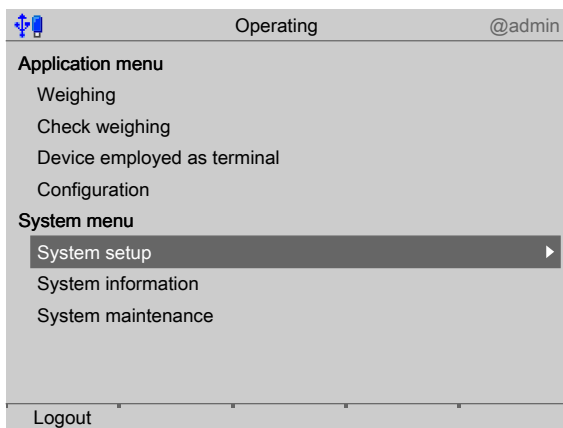 Operating @admin
Application menu
Weighing
Check weighing
Device employed as terminal
Configuration
System menu
System setup
System information
System maintenance
Logout